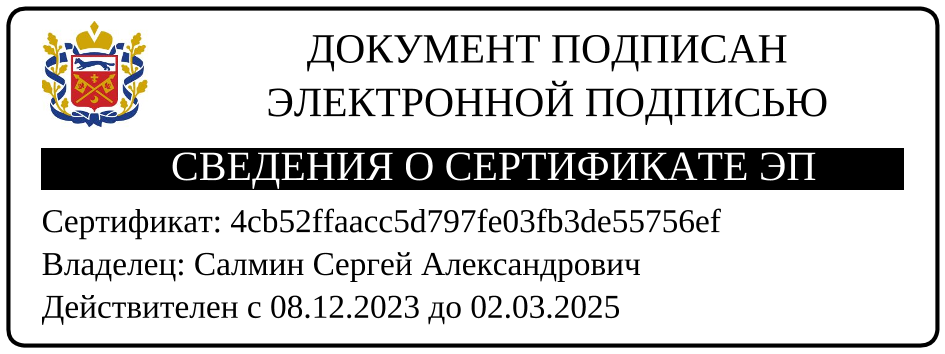 ДОКУМЕНТ ПОДПИСАН
ЭЛЕКТРОННОЙ ПОДПИСЬЮ
СВЕДЕНИЯ О СЕРТИФИКАТЕ ЭП
Сертификат: 4cb52ffaacc5d797fe03fb3de55756ef
Владелец: Салмин Сергей Александрович
Действителен с 08.12.2023 до 02.03.2025